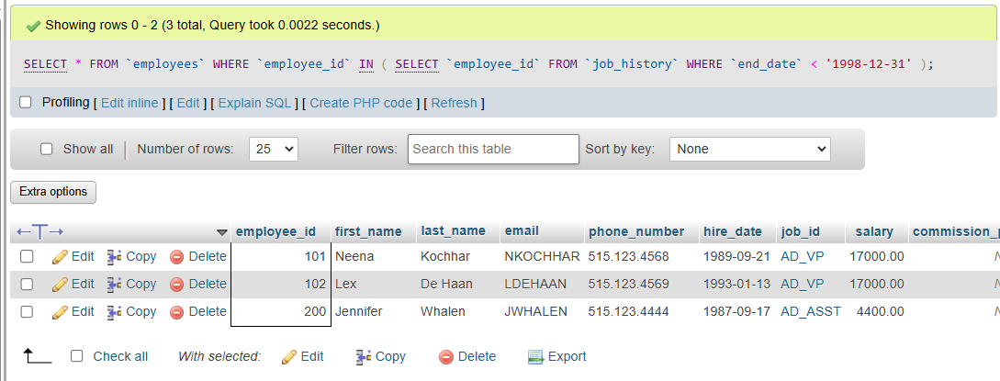 Showing rows 0 - 2 (3 total, Query took 0.0022 seconds.)
SELECT * FROM `employees` WHERE `employee_id` IN ( SELECT `employee_id` FROM `job_history` WHERE `end_date` < '1998-12-31' );
Profiling [ Edit inline ] [ Edit ] [ Explain SQL ] [ Create PHP code ] [ Refresh ]
Show all Number of rows: 25 Filter rows: Search this table Sort by key: None
Extra options
←T→ employee_id first_name last_name email phone_number hire_date job_id salary commission_p
Edit Copy Delete 101 Neena Kochhar NKOCHHAR 515.123.4568 1989-09-21 AD_VP 17000.00 N
Edit Copy Delete 102 Lex De Haan LDEHAAN 515.123.4569 1993-01-13 AD_VP 17000.00 N
Edit Copy Delete 200 Jennifer Whalen JWHALEN 515.123.4444 1987-09-17 AD_ASST 4400.00 N
Check all With selected: Edit Copy Delete Export